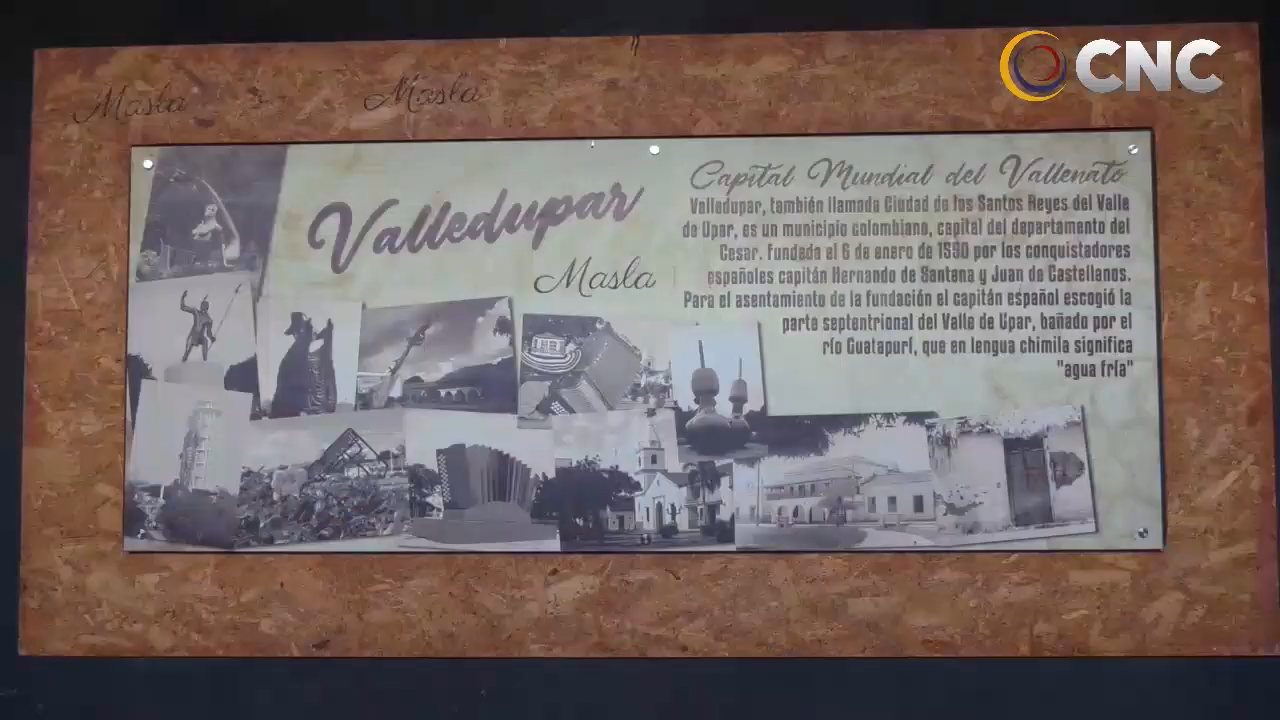 CNC
Masla Masla
Valledupar
Masla
Capital Mundial del Vallenato
Valledupar, también llamada Ciudad de los Santos Reyes del Valle
de Upar, es un municipio colombiano, capital del departamento del
Cesar. Fundada el 6 de enero de 1590 por los conquistadores
españoles capitán Hernando de Santana y Juan de Castellanos.
Para el asentamiento de la fundación el capitán español escogió la
parte septentrional del Valle de Upar, bañado por el
río Guatapurí, que en lengua chimila significa
"agua fría"